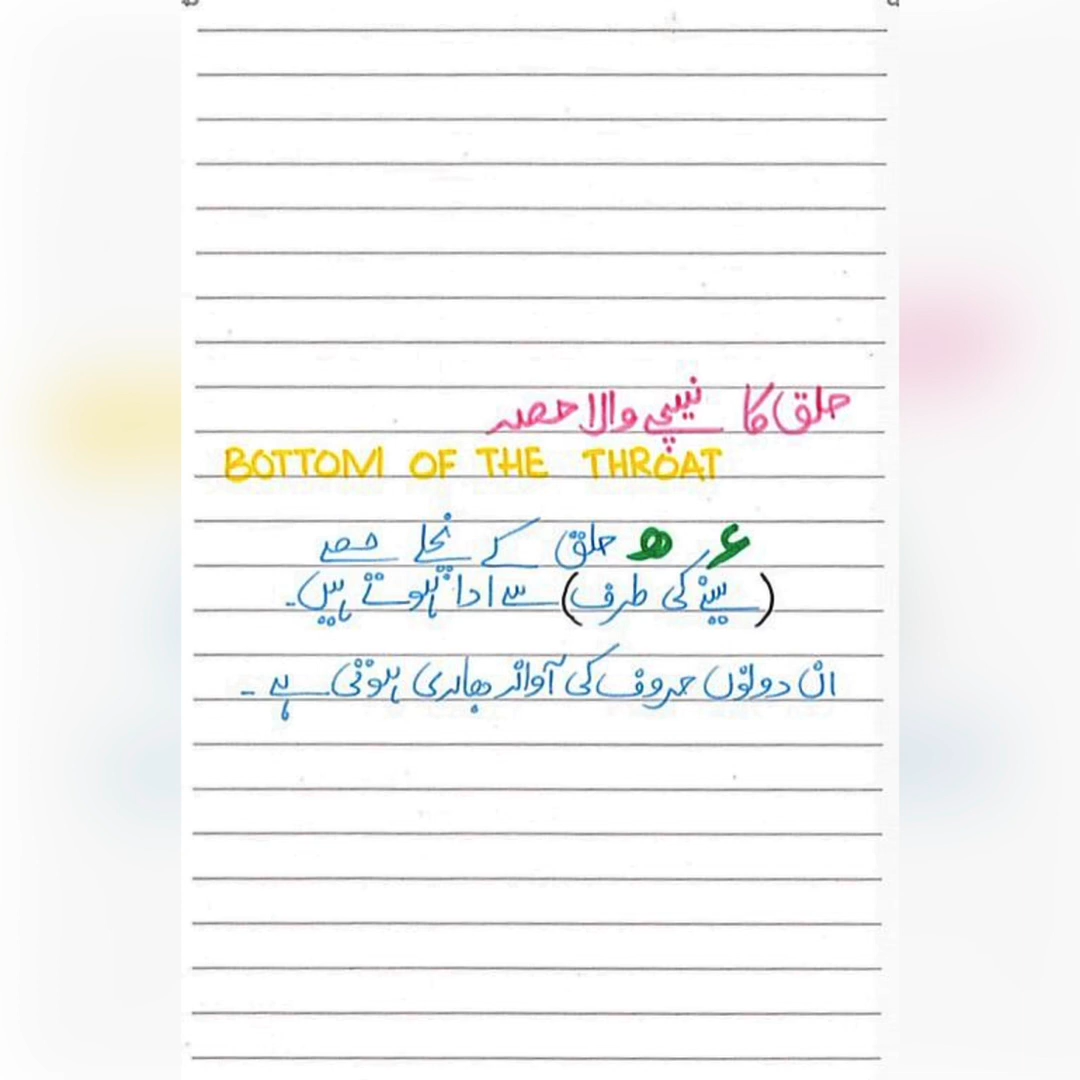 حلق کا نیچے والا حصہ
BOTTOM OF THE THROAT
ء ھ حلق کے نچلے حصے
(سینے کی طرف) سے ادا ہوتے ہیں۔
ان دونوں حروف کی آواز بھاری ہوتی ہے۔